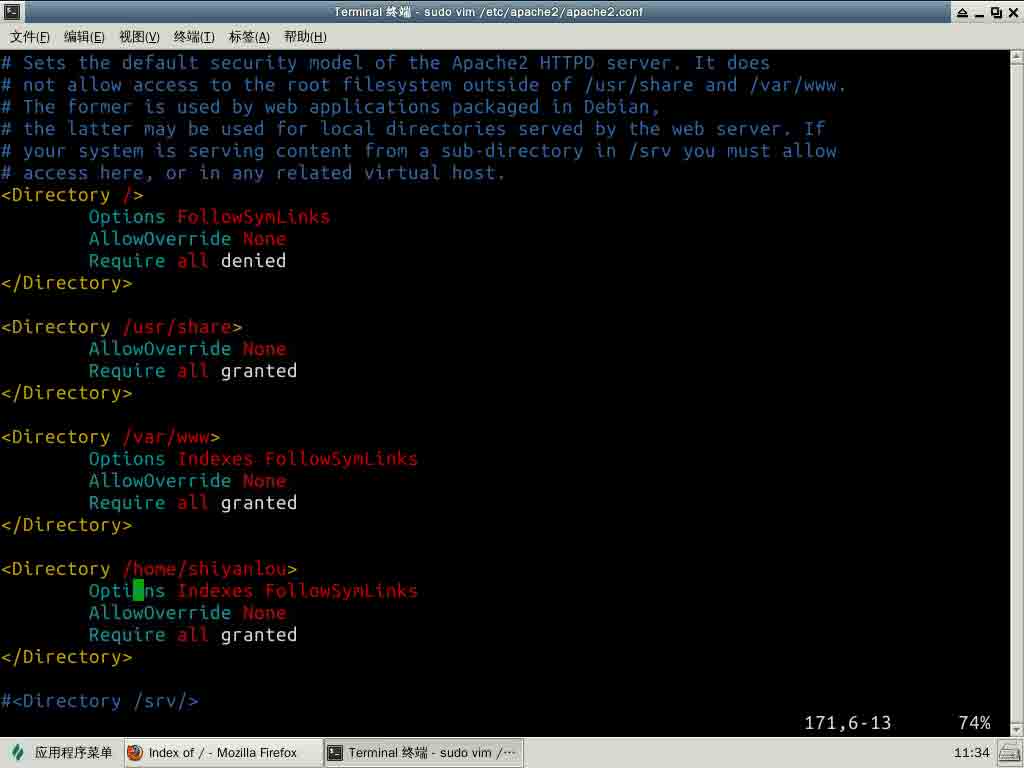 Terminal 终端 - sudo vim /etc/apache2/apache2.conf
文件(F) 编辑(E) 视图(V) 终端(T) 标签(A) 帮助(H)
# Sets the default security model of the Apache2 HTTPD server. It does
# not allow access to the root filesystem outside of /usr/share and /var/www.
# The former is used by web applications packaged in Debian,
# the latter may be used for local directories served by the web server. If
# your system is serving content from a sub-directory in /srv you must allow
# access here, or in any related virtual host.
<Directory />
        Options FollowSymLinks
        AllowOverride None
        Require all denied
</Directory>
<Directory /usr/share>
        AllowOverride None
        Require all granted
</Directory>
<Directory /var/www>
        Options Indexes FollowSymLinks
        AllowOverride None
        Require all granted
</Directory>
<Directory /home/shiyanlou>
        Options Indexes FollowSymLinks
        AllowOverride None
        Require all granted
</Directory>
#<Directory /srv/>
171,6-13 74%
应用程序菜单 Index of / - Mozilla Firefox Terminal 终端 - sudo vim /… 11:34